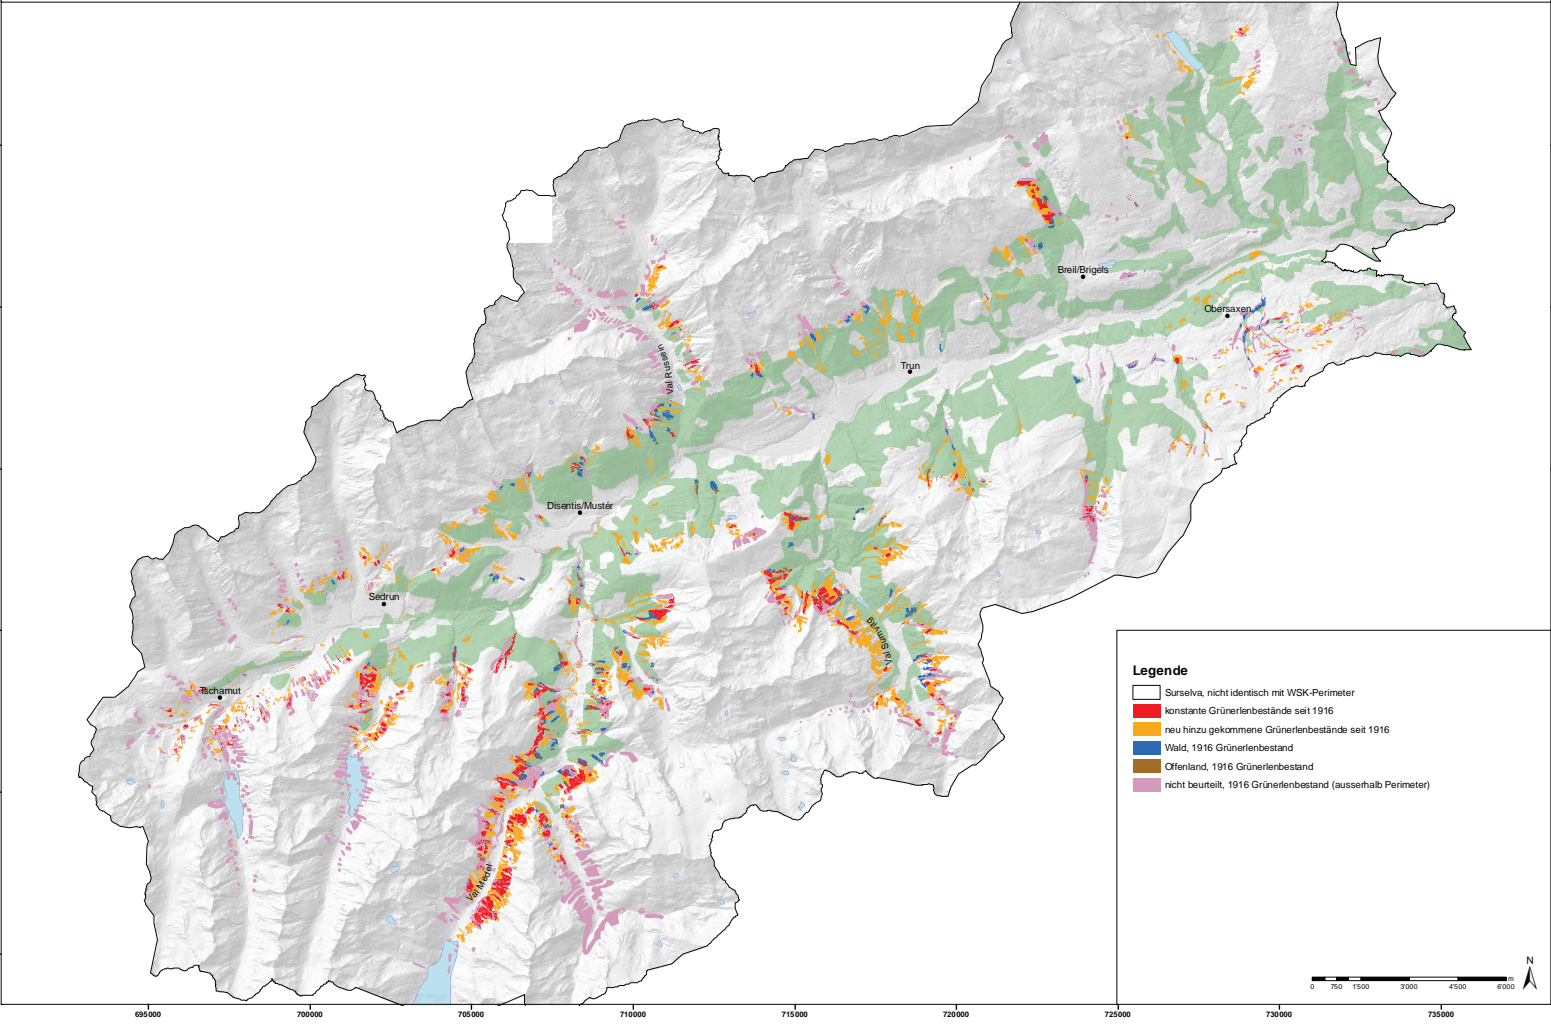 Breil/Brigels
Obersaxen
Val Russein
Trun
Disentis/Mustér
Sedrun
Val Sumvitg
Tschamut
Val Medel
Legende
Surselva, nicht identisch mit WSK-Perimeter
konstante Grünerlenbestände seit 1916
neu hinzu gekommene Grünerlenbestände seit 1916
Wald, 1916 Grünerlenbestand
Offenland, 1916 Grünerlenbestand
nicht beurteilt, 1916 Grünerlenbestand (ausserhalb Perimeter)
N
m
0 750 1'500 3'000 4'500 6'000
695000 700000 705000 710000 715000 720000 725000 730000 735000